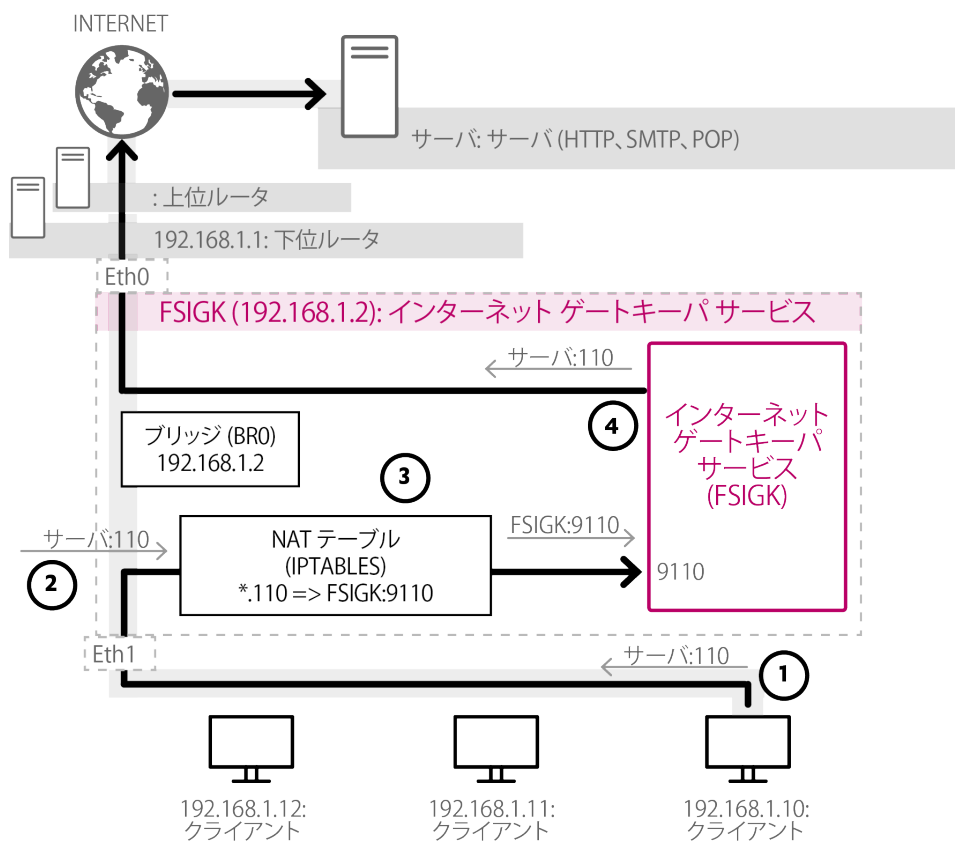 INTERNET
サーバ: サーバ (HTTP、SMTP、POP)
: 上位ルータ
192.168.1.1: 下位ルータ
Eth0
FSIGK (192.168.1.2): インターネット ゲートキーパ サービス
サーバ:110
インターネット
ゲートキーパ
サービス
(FSIGK)
4
ブリッジ (BR0)
192.168.1.2
3
サーバ:110
NAT テーブル
(IPTABLES)
*.110 => FSIGK:9110
FSIGK:9110
9110
2
Eth1
サーバ:110
1
192.168.1.12:
クライアント
192.168.1.11:
クライアント
192.168.1.10:
クライアント